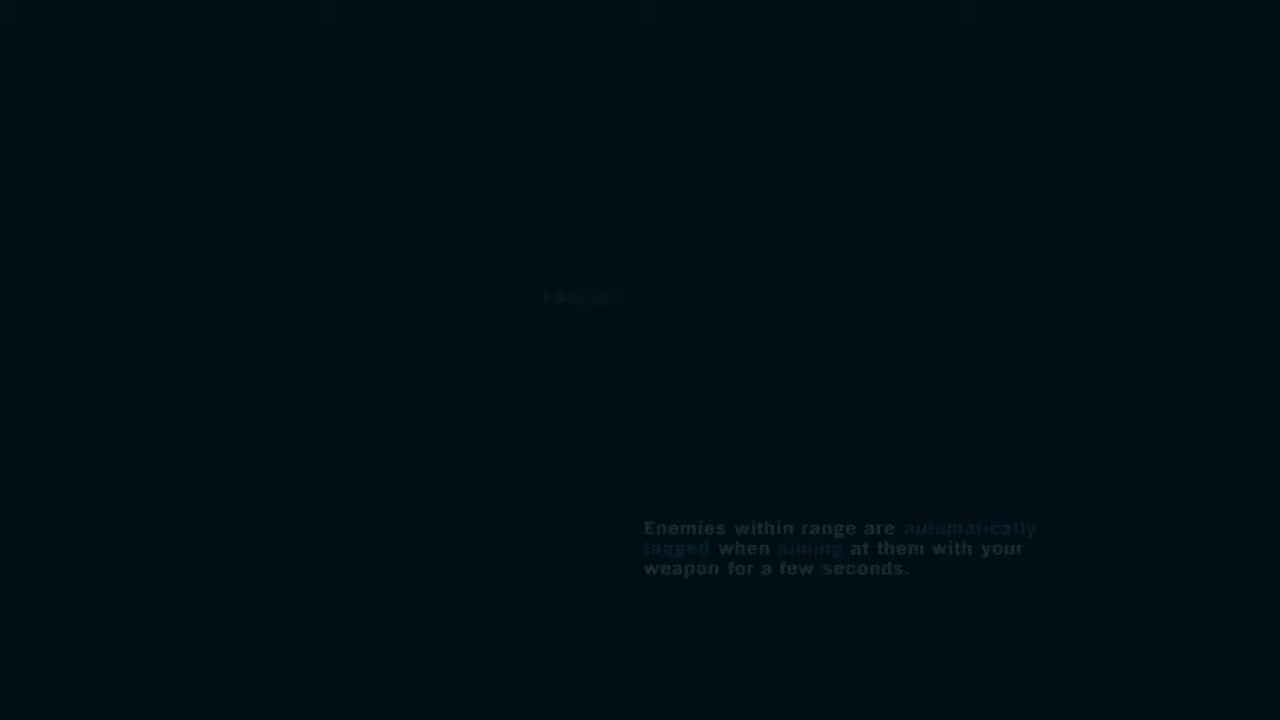 Enemies within range are automatically
tagged when aiming at them with your
weapon for a few seconds.